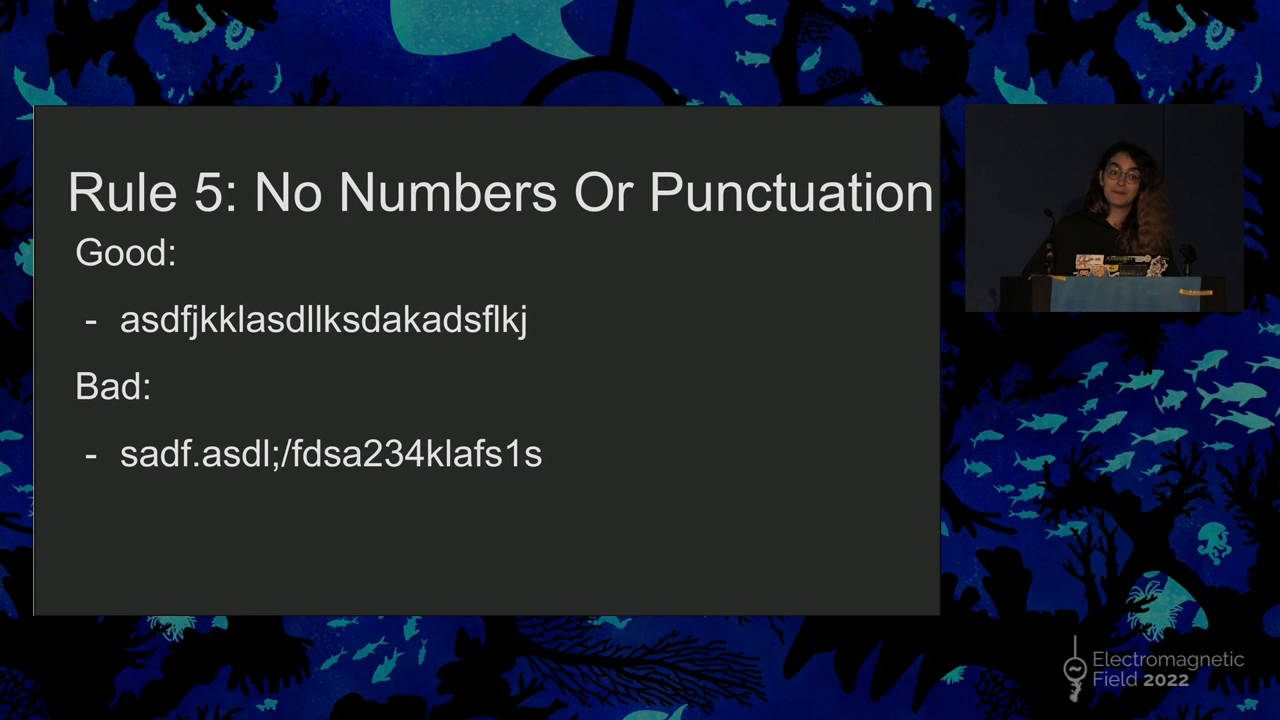 Rule 5: No Numbers Or Punctuation
Good:
- asdfjkklasdllksdakadsflkj
Bad:
- sadf.asdl;/fdsa234klafs1s
Electromagnetic
Field 2022